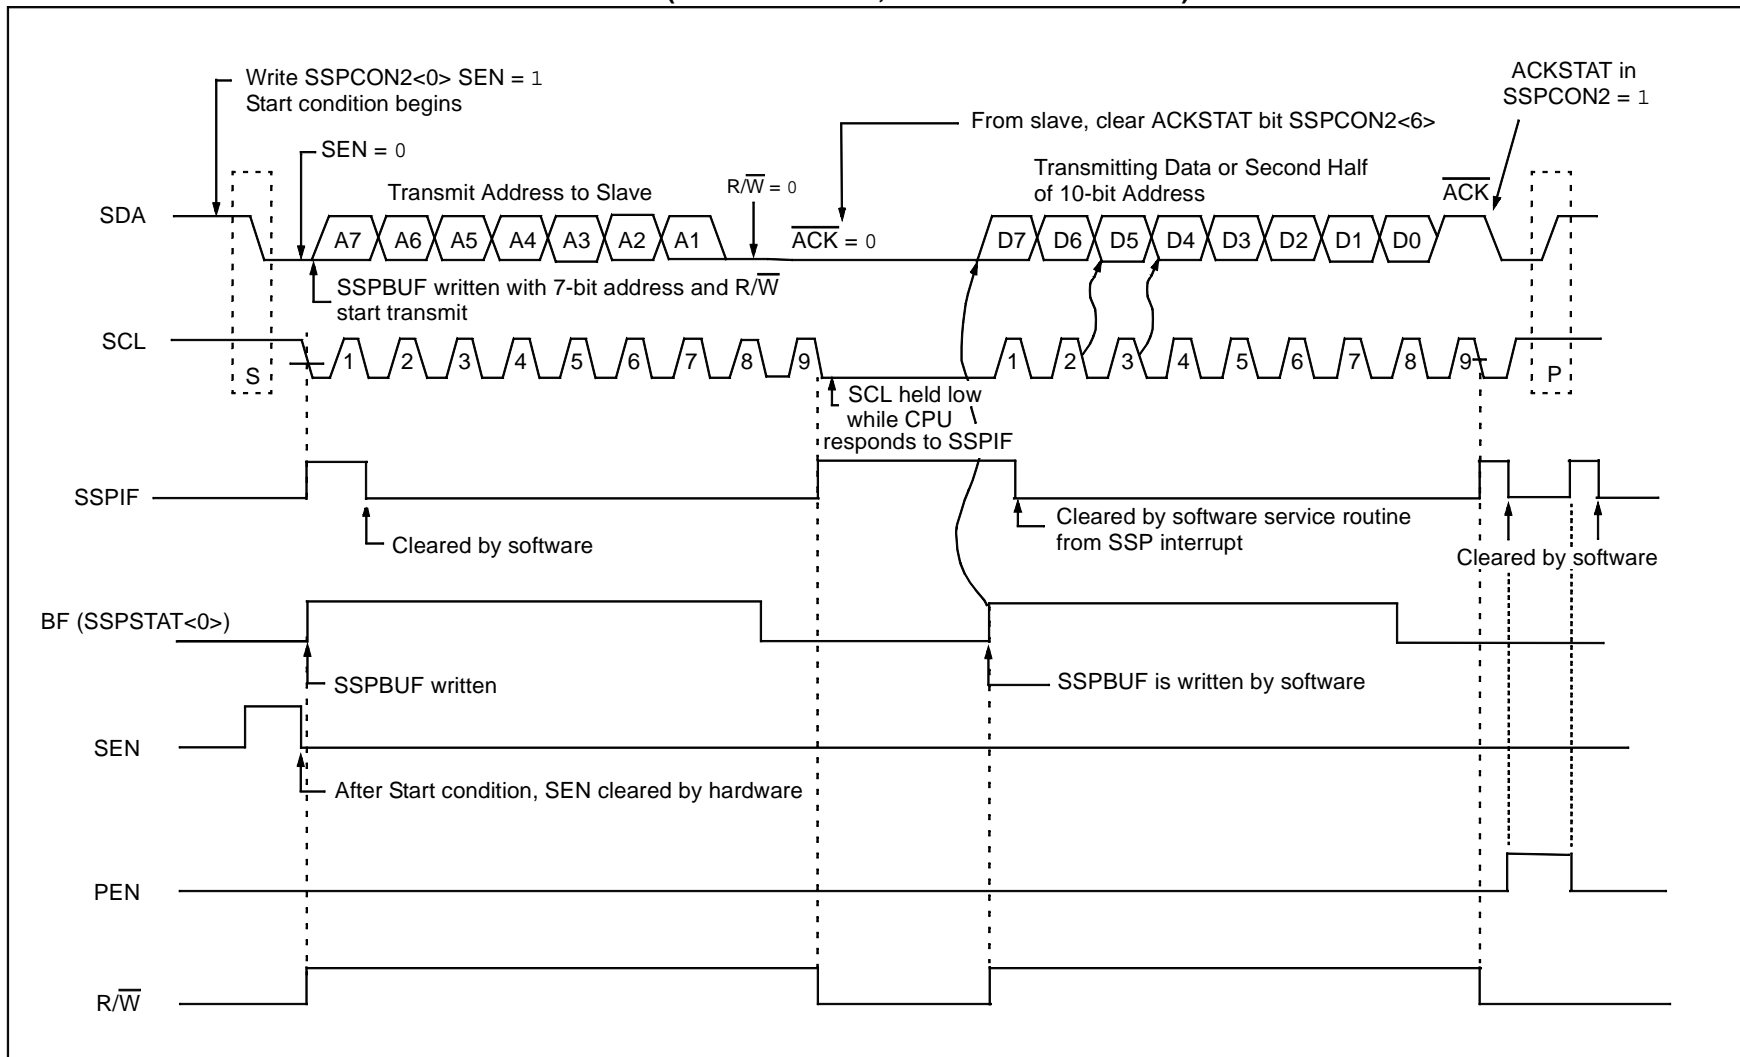 Write SSPCON2<0> SEN = 1
Start condition begins
ACKSTAT in
SSPCON2 = 1
From slave, clear ACKSTAT bit SSPCON2<6>
SEN = 0
Transmitting Data or Second Half
of 10-bit Address
Transmit Address to Slave
R/W̅ = 0
A̅C̅K̅
SDA
A7 A6 A5 A4 A3 A2 A1
A̅C̅K̅ = 0
D7 D6 D5 D4 D3 D2 D1 D0
SSPBUF written with 7-bit address and R/W̅
start transmit
SCL
S
1 2 3 4 5 6 7 8 9
1 2 3 4 5 6 7 8 9
P
SCL held low
while CPU
responds to SSPIF
SSPIF
Cleared by software
Cleared by software service routine
from SSP interrupt
Cleared by software
BF (SSPSTAT<0>)
SSPBUF written
SSPBUF is written by software
SEN
After Start condition, SEN cleared by hardware
PEN
R/W̅